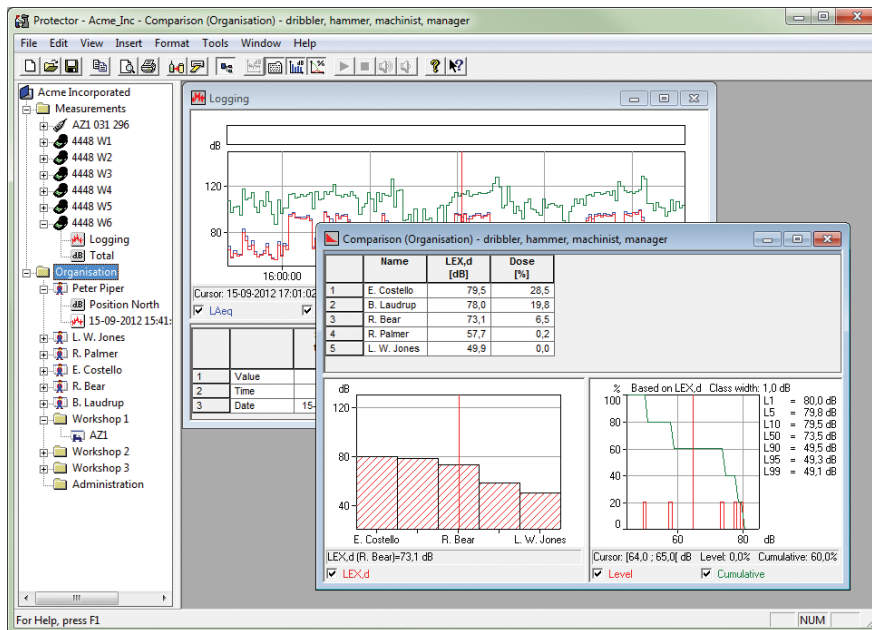 Protector - Acme_Inc - Comparison (Organisation) - dribbler, hammer, machinist, manager
File Edit View Insert Format Tools Window Help
Acme Incorporated
Measurements
AZ1 031 296
4448 W1
4448 W2
4448 W3
4448 W4
4448 W5
4448 W6
Logging
dB Total
Organisation
Peter Piper
dB Position North
15-09-2012 15:41:
L. W. Jones
R. Palmer
E. Costello
R. Bear
B. Laudrup
Workshop 1
AZ1
Workshop 2
Workshop 3
Administration
Logging
dB
120
80
16:00:00
Cursor: 15-09-2012 17:01:02
LAeq
1 Value
2 Time
3 Date 15-
Comparison (Organisation) - dribbler, hammer, machinist, manager
Name LEX,d [dB] Dose [%]
1 E. Costello 79,5 28,5
2 B. Laudrup 78,0 19,8
3 R. Bear 73,1 6,5
4 R. Palmer 57,7 0,2
5 L. W. Jones 49,9 0,0
dB
120
80
40
E. Costello R. Bear L. W. Jones
LEX,d (R. Bear)=73,1 dB
LEX,d
% Based on LEX,d Class width: 1,0 dB
100
80
60
40
20
0
60 80 dB
L1 = 80,0 dB
L5 = 79,8 dB
L10 = 79,5 dB
L50 = 73,5 dB
L90 = 49,5 dB
L95 = 49,3 dB
L99 = 49,1 dB
Cursor: [64,0 ; 65,0[ dB Level: 0,0% Cumulative: 60,0%
Level Cumulative
For Help, press F1
NUM